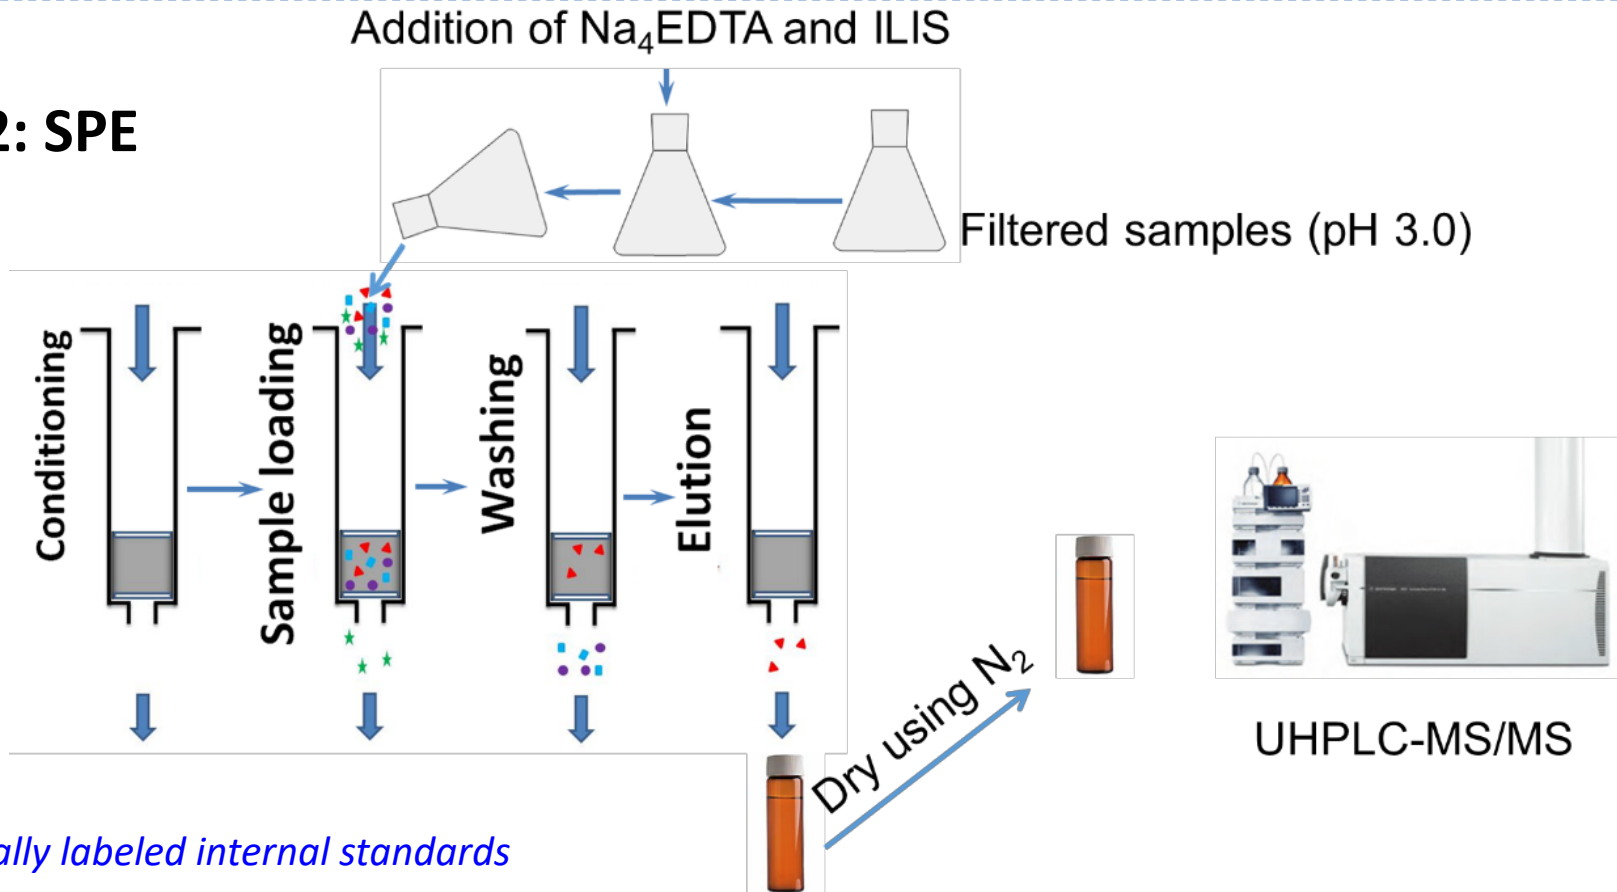 Addition of Na₄EDTA and ILIS
2: SPE
Filtered samples (pH 3.0)
Conditioning
Sample loading
Washing
Elution
Dry using N₂
UHPLC-MS/MS
ally labeled internal standards